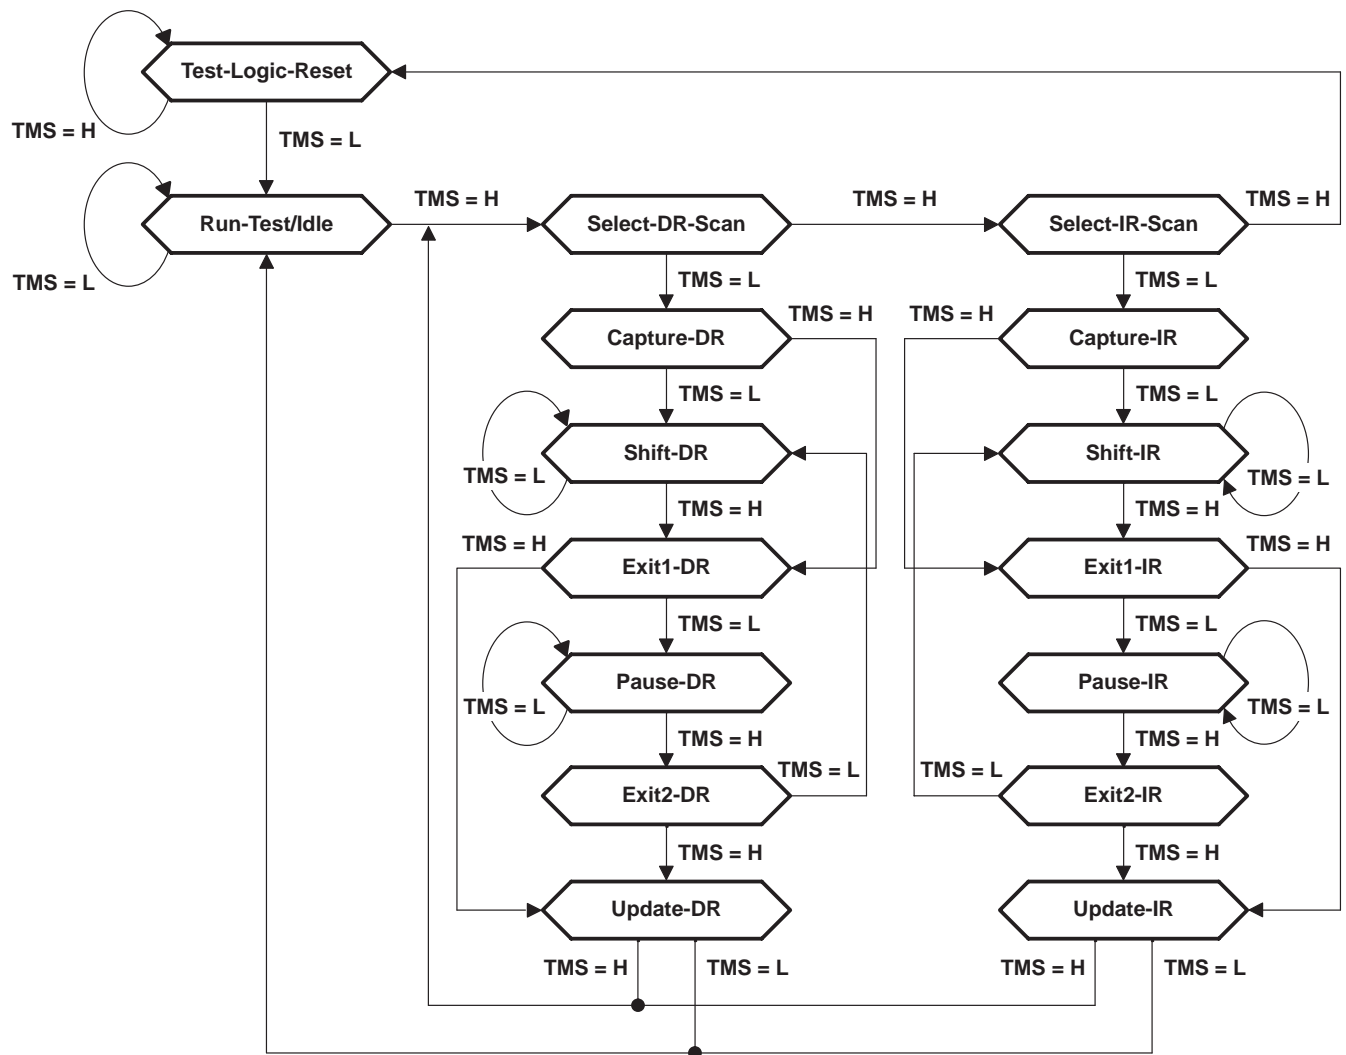 Test-Logic-Reset
TMS = H
TMS = L
TMS = H
TMS = H
TMS = H
Run-Test/Idle
Select-DR-Scan
Select-IR-Scan
TMS = L
TMS = L
TMS = L
TMS = H
TMS = H
Capture-DR
Capture-IR
TMS = L
TMS = L
Shift-DR
Shift-IR
TMS = L
TMS = L
TMS = H
TMS = H
TMS = H
TMS = H
Exit1-DR
Exit1-IR
TMS = L
TMS = L
Pause-DR
Pause-IR
TMS = L
TMS = L
TMS = H
TMS = H
TMS = L
TMS = L
Exit2-DR
Exit2-IR
TMS = H
TMS = H
Update-DR
Update-IR
TMS = H
TMS = L
TMS = H
TMS = L